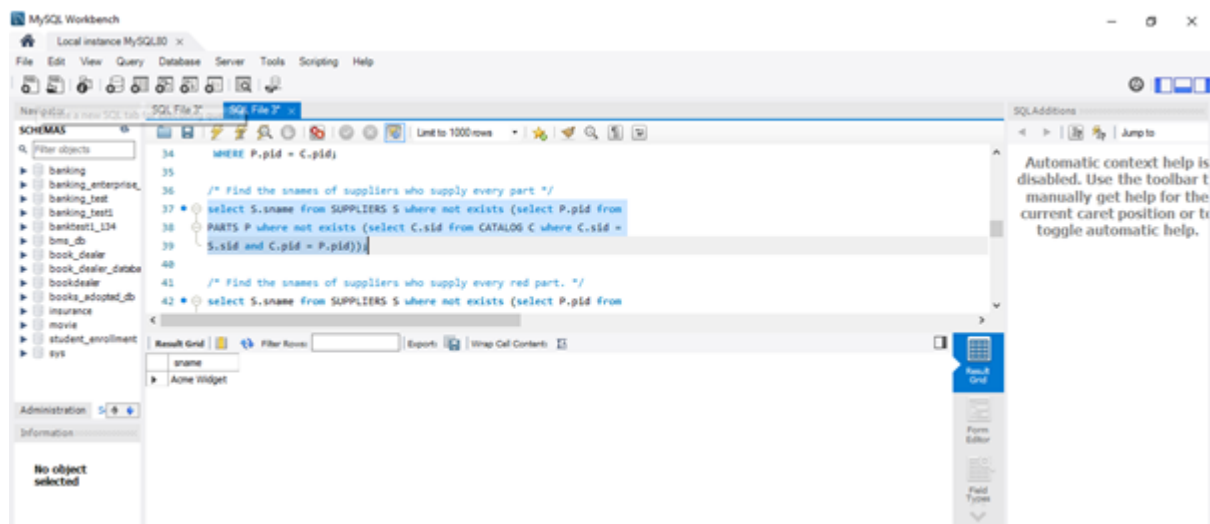 MySQL Workbench
Local instance MySQL80 ×
File Edit View Query Database Server Tools Scripting Help
Navigator
SQL File 3* SQL File 7* ×
SQLAdditions
SCHEMAS
Filter objects
Limit to 1000 rows
Jump to
banking
banking_enterprise_
banking_test
banking_test1
banktest1_134
bms_db
book_dealer
book_dealer_databa
bookdealer
books_adopted_db
insurance
movie
student_enrollment
sys
34 WHERE P.pid = C.pid;
35
36 /* Find the snames of suppliers who supply every part */
37 select S.sname from SUPPLIERS S where not exists (select P.pid from
38 PARTS P where not exists (select C.sid from CATALOG C where C.sid =
39 S.sid and C.pid = P.pid));
40
41 /* Find the snames of suppliers who supply every red part. */
42 select S.sname from SUPPLIERS S where not exists (select P.pid from
Automatic context help is
disabled. Use the toolbar t
manually get help for the
current caret position or to
toggle automatic help.
Result Grid Filter Rows: Export: Wrap Cell Content:
sname
Acme Widget
Result
Grid
Form
Editor
Field
Types
Administration S
Information
No object
selected